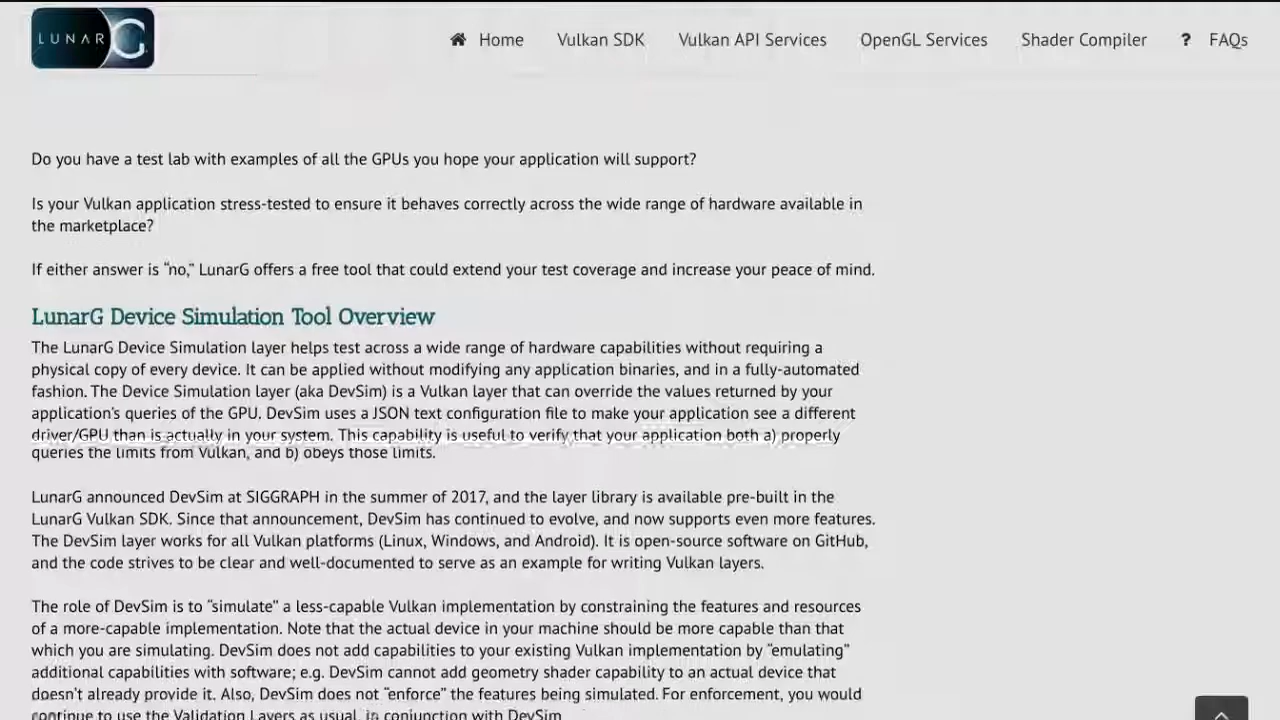 LUNAR G
Home Vulkan SDK Vulkan API Services OpenGL Services Shader Compiler ? FAQs
Do you have a test lab with examples of all the GPUs you hope your application will support?
Is your Vulkan application stress-tested to ensure it behaves correctly across the wide range of hardware available in
the marketplace?
If either answer is “no,” LunarG offers a free tool that could extend your test coverage and increase your peace of mind.
LunarG Device Simulation Tool Overview
The LunarG Device Simulation layer helps test across a wide range of hardware capabilities without requiring a
physical copy of every device. It can be applied without modifying any application binaries, and in a fully-automated
fashion. The Device Simulation layer (aka DevSim) is a Vulkan layer that can override the values returned by your
application’s queries of the GPU. DevSim uses a JSON text configuration file to make your application see a different
driver/GPU than is actually in your system. This capability is useful to verify that your application both a) properly
queries the limits from Vulkan, and b) obeys those limits.
LunarG announced DevSim at SIGGRAPH in the summer of 2017, and the layer library is available pre-built in the
LunarG Vulkan SDK. Since that announcement, DevSim has continued to evolve, and now supports even more features.
The DevSim layer works for all Vulkan platforms (Linux, Windows, and Android). It is open-source software on GitHub,
and the code strives to be clear and well-documented to serve as an example for writing Vulkan layers.
The role of DevSim is to “simulate” a less-capable Vulkan implementation by constraining the features and resources
of a more-capable implementation. Note that the actual device in your machine should be more capable than that
which you are simulating. DevSim does not add capabilities to your existing Vulkan implementation by “emulating”
additional capabilities with software; e.g. DevSim cannot add geometry shader capability to an actual device that
doesn’t already provide it. Also, DevSim does not “enforce” the features being simulated. For enforcement, you would
continue to use the Validation Layers as usual, in conjunction with DevSim